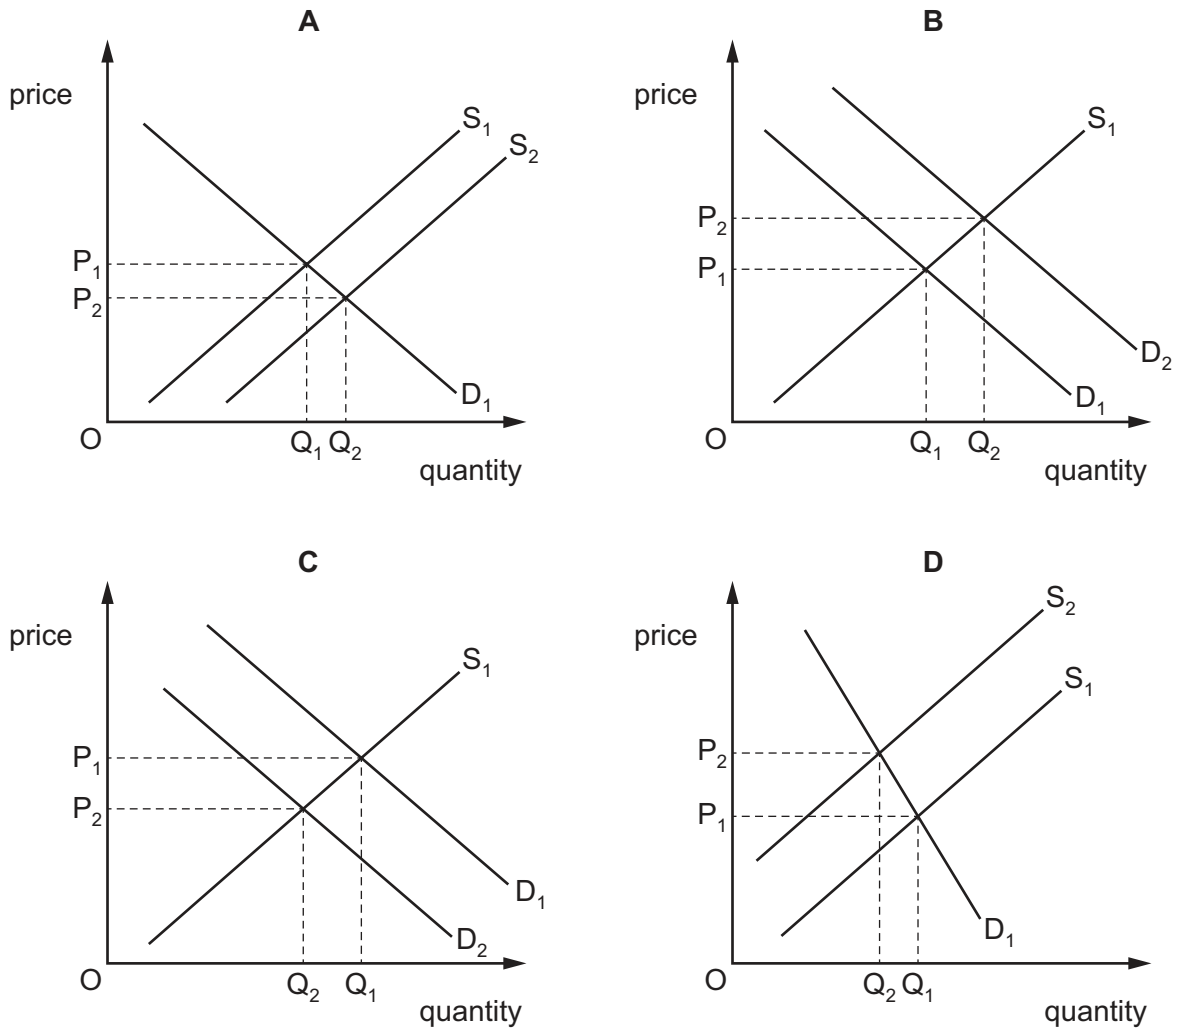 A
price
S₁
S₂
P₁
P₂
D₁
O
Q₁ Q₂
quantity
B
price
S₁
P₂
P₁
D₂
D₁
O
Q₁ Q₂
quantity
C
price
S₁
P₁
P₂
D₁
D₂
O
Q₂ Q₁
quantity
D
price
S₂
S₁
P₂
P₁
D₁
O
Q₂ Q₁
quantity